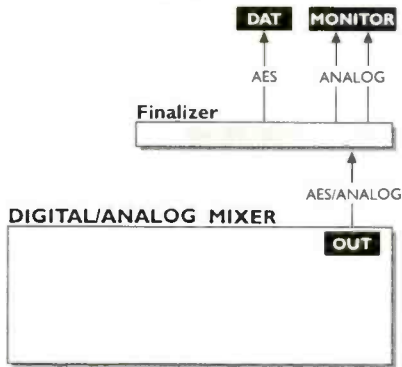 DAT MONITOR
AES ANALOG
Finalizer
AES/ANALOG
DIGITAL/ANALOG MIXER
OUT